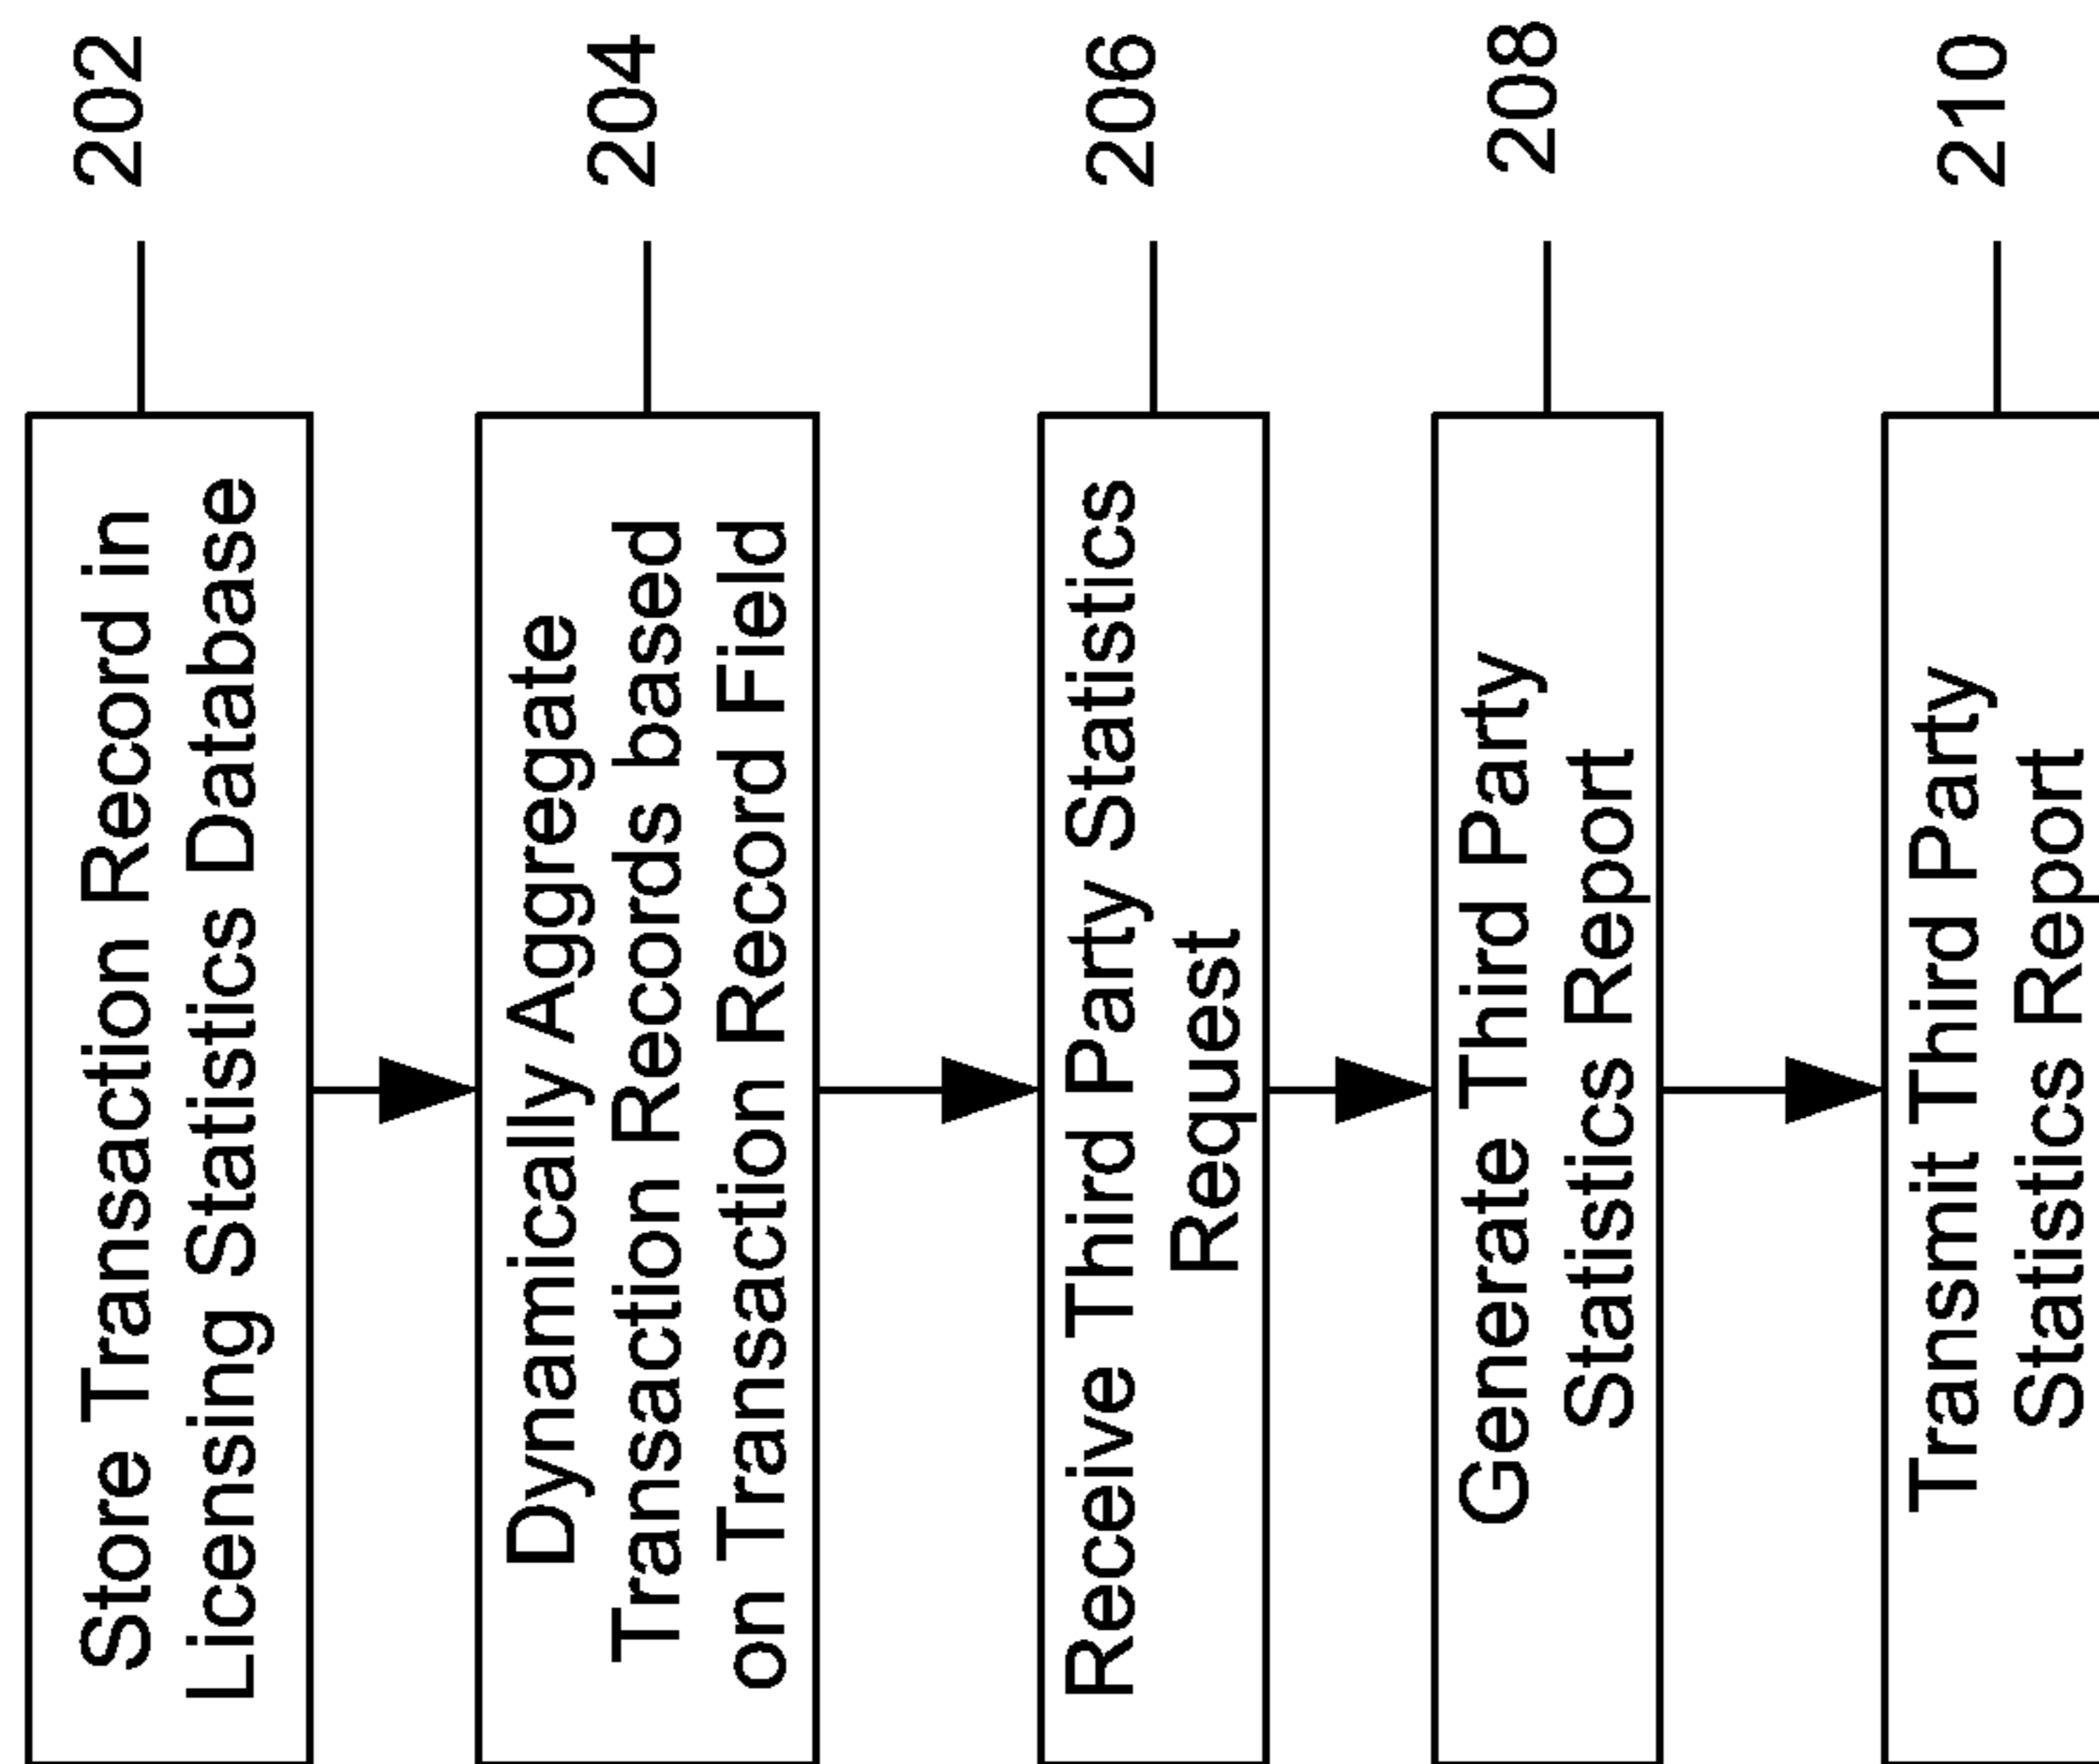 Store Transaction Record in
Licensing Statistics Database
202
Dynamically Aggregate
Transaction Records based
on Transaction Record Field
204
Receive Third Party Statistics
Request
206
Generate Third Party
Statistics Report
208
Transmit Third Party
Statistics Report
210